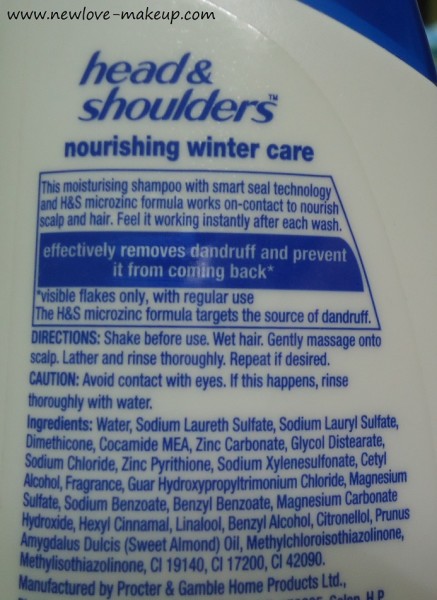 www.newlove-makeup.com
head &
shoulders™
nourishing winter care
This moisturising shampoo with smart seal technology
and H&S microzinc formula works on-contact to nourish
scalp and hair. Feel it working instantly after each wash.
effectively removes dandruff and prevent
it from coming back*
*visible flakes only, with regular use
The H&S microzinc formula targets the source of dandruff.
DIRECTIONS: Shake before use. Wet hair. Gently massage onto
scalp. Lather and rinse thoroughly. Repeat if desired.
CAUTION: Avoid contact with eyes. If this happens, rinse
thoroughly with water.
Ingredients: Water, Sodium Laureth Sulfate, Sodium Lauryl Sulfate,
Dimethicone, Cocamide MEA, Zinc Carbonate, Glycol Distearate,
Sodium Chloride, Zinc Pyrithione, Sodium Xylenesulfonate, Cetyl
Alcohol, Fragrance, Guar Hydroxypropyltrimonium Chloride, Magnesium
Sulfate, Sodium Benzoate, Benzyl Benzoate, Magnesium Carbonate
Hydroxide, Hexyl Cinnamal, Linalool, Benzyl Alcohol, Citronellol, Prunus
Amygdalus Dulcis (Sweet Almond) Oil, Methylchloroisothiazolinone,
Methylisothiazolinone, CI 19140, CI 17200, CI 42090.
Manufactured by Procter & Gamble Home Products Ltd.,
Solan, H.P.